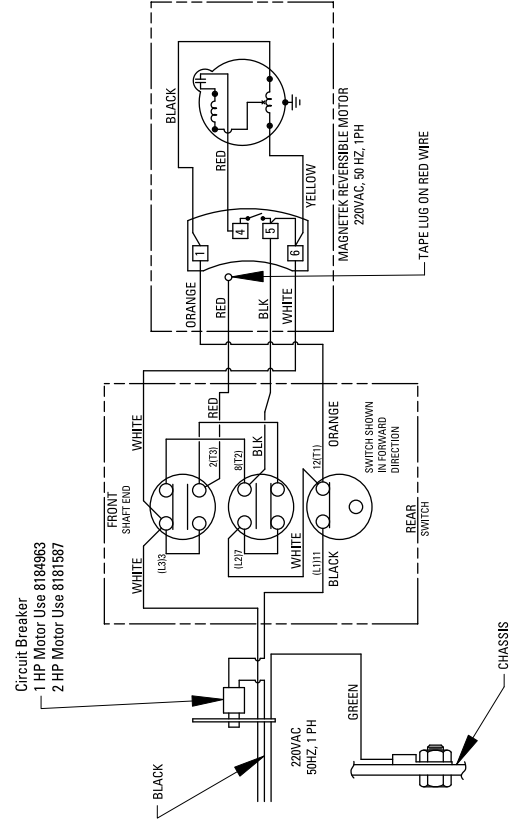 Circuit Breaker
1 HP Motor Use 8184963
2 HP Motor Use 8181587
BLACK
220VAC
50HZ, 1 PH
GREEN
CHASSIS
FRONT
SHAFT END
WHITE
WHITE
(L3)3
RED
2(T3)
8(T2)
BLK
(L2)7
WHITE
12(T1)
ORANGE
(L1)11
BLACK
SWITCH SHOWN
IN FORWARD
DIRECTION
REAR
SWITCH
ORANGE
RED
BLK
WHITE
1
4
5
6
BLACK
RED
YELLOW
MAGNETEK REVERSIBLE MOTOR
220VAC, 50 HZ, 1PH
TAPE LUG ON RED WIRE